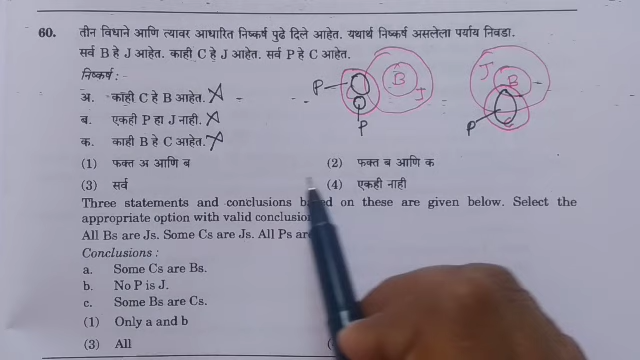 60. तीन विधाने आणि त्यावर आधारित निष्कर्ष पुढे दिले आहेत. यथार्थ निष्कर्ष असलेला पर्याय निवडा.
सर्व B हे J आहेत. काही C हे J आहेत. सर्व P हे C आहेत.
निष्कर्ष :-
अ. काही C हे B आहेत.
ब. एकही P हा J नाही.
क. काही B हे C आहेत.
(1) फक्त अ आणि ब (2) फक्त ब आणि क
(3) सर्व (4) एकही नाही
P B J P
J B P
Three statements and conclusions based on these are given below. Select the
appropriate option with valid conclusion
All Bs are Js. Some Cs are Js. All Ps are
Conclusions :
a. Some Cs are Bs.
b. No P is J.
c. Some Bs are Cs.
(1) Only a and b
(3) All